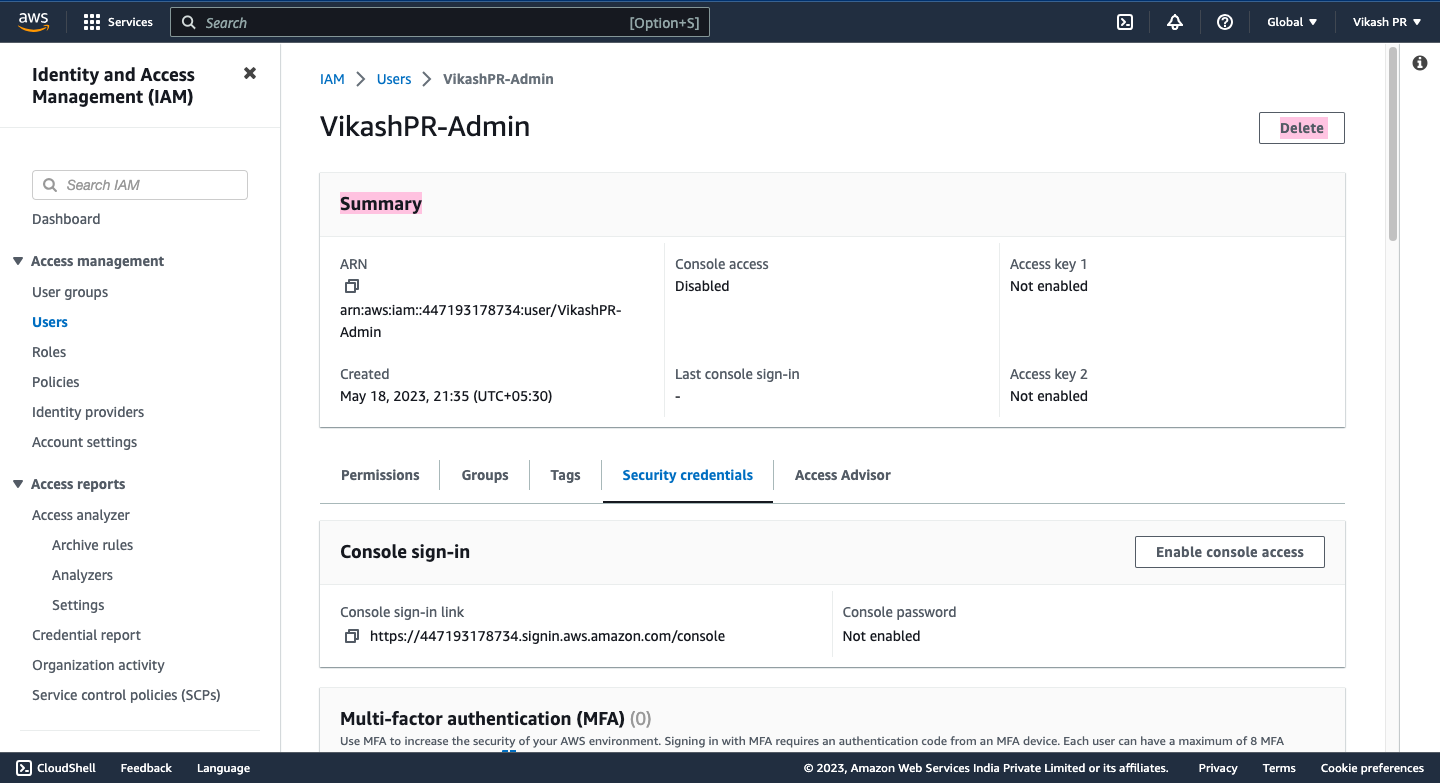 aws
Services
Search
[Option+S]
Global
Vikash PR
Identity and Access
Management (IAM)
Search IAM
Dashboard
Access management
User groups
Users
Roles
Policies
Identity providers
Account settings
Access reports
Access analyzer
Archive rules
Analyzers
Settings
Credential report
Organization activity
Service control policies (SCPs)
IAM
Users
VikashPR-Admin
VikashPR-Admin
Delete
Summary
ARN
arn:aws:iam::447193178734:user/VikashPR-
Admin
Console access
Disabled
Access key 1
Not enabled
Created
May 18, 2023, 21:35 (UTC+05:30)
Last console sign-in
-
Access key 2
Not enabled
Permissions
Groups
Tags
Security credentials
Access Advisor
Console sign-in
Enable console access
Console sign-in link
https://447193178734.signin.aws.amazon.com/console
Console password
Not enabled
Multi-factor authentication (MFA) (0)
Use MFA to increase the security of your AWS environment. Signing in with MFA requires an authentication code from an MFA device. Each user can have a maximum of 8 MFA
CloudShell
Feedback
Language
© 2023, Amazon Web Services India Private Limited or its affiliates.
Privacy
Terms
Cookie preferences